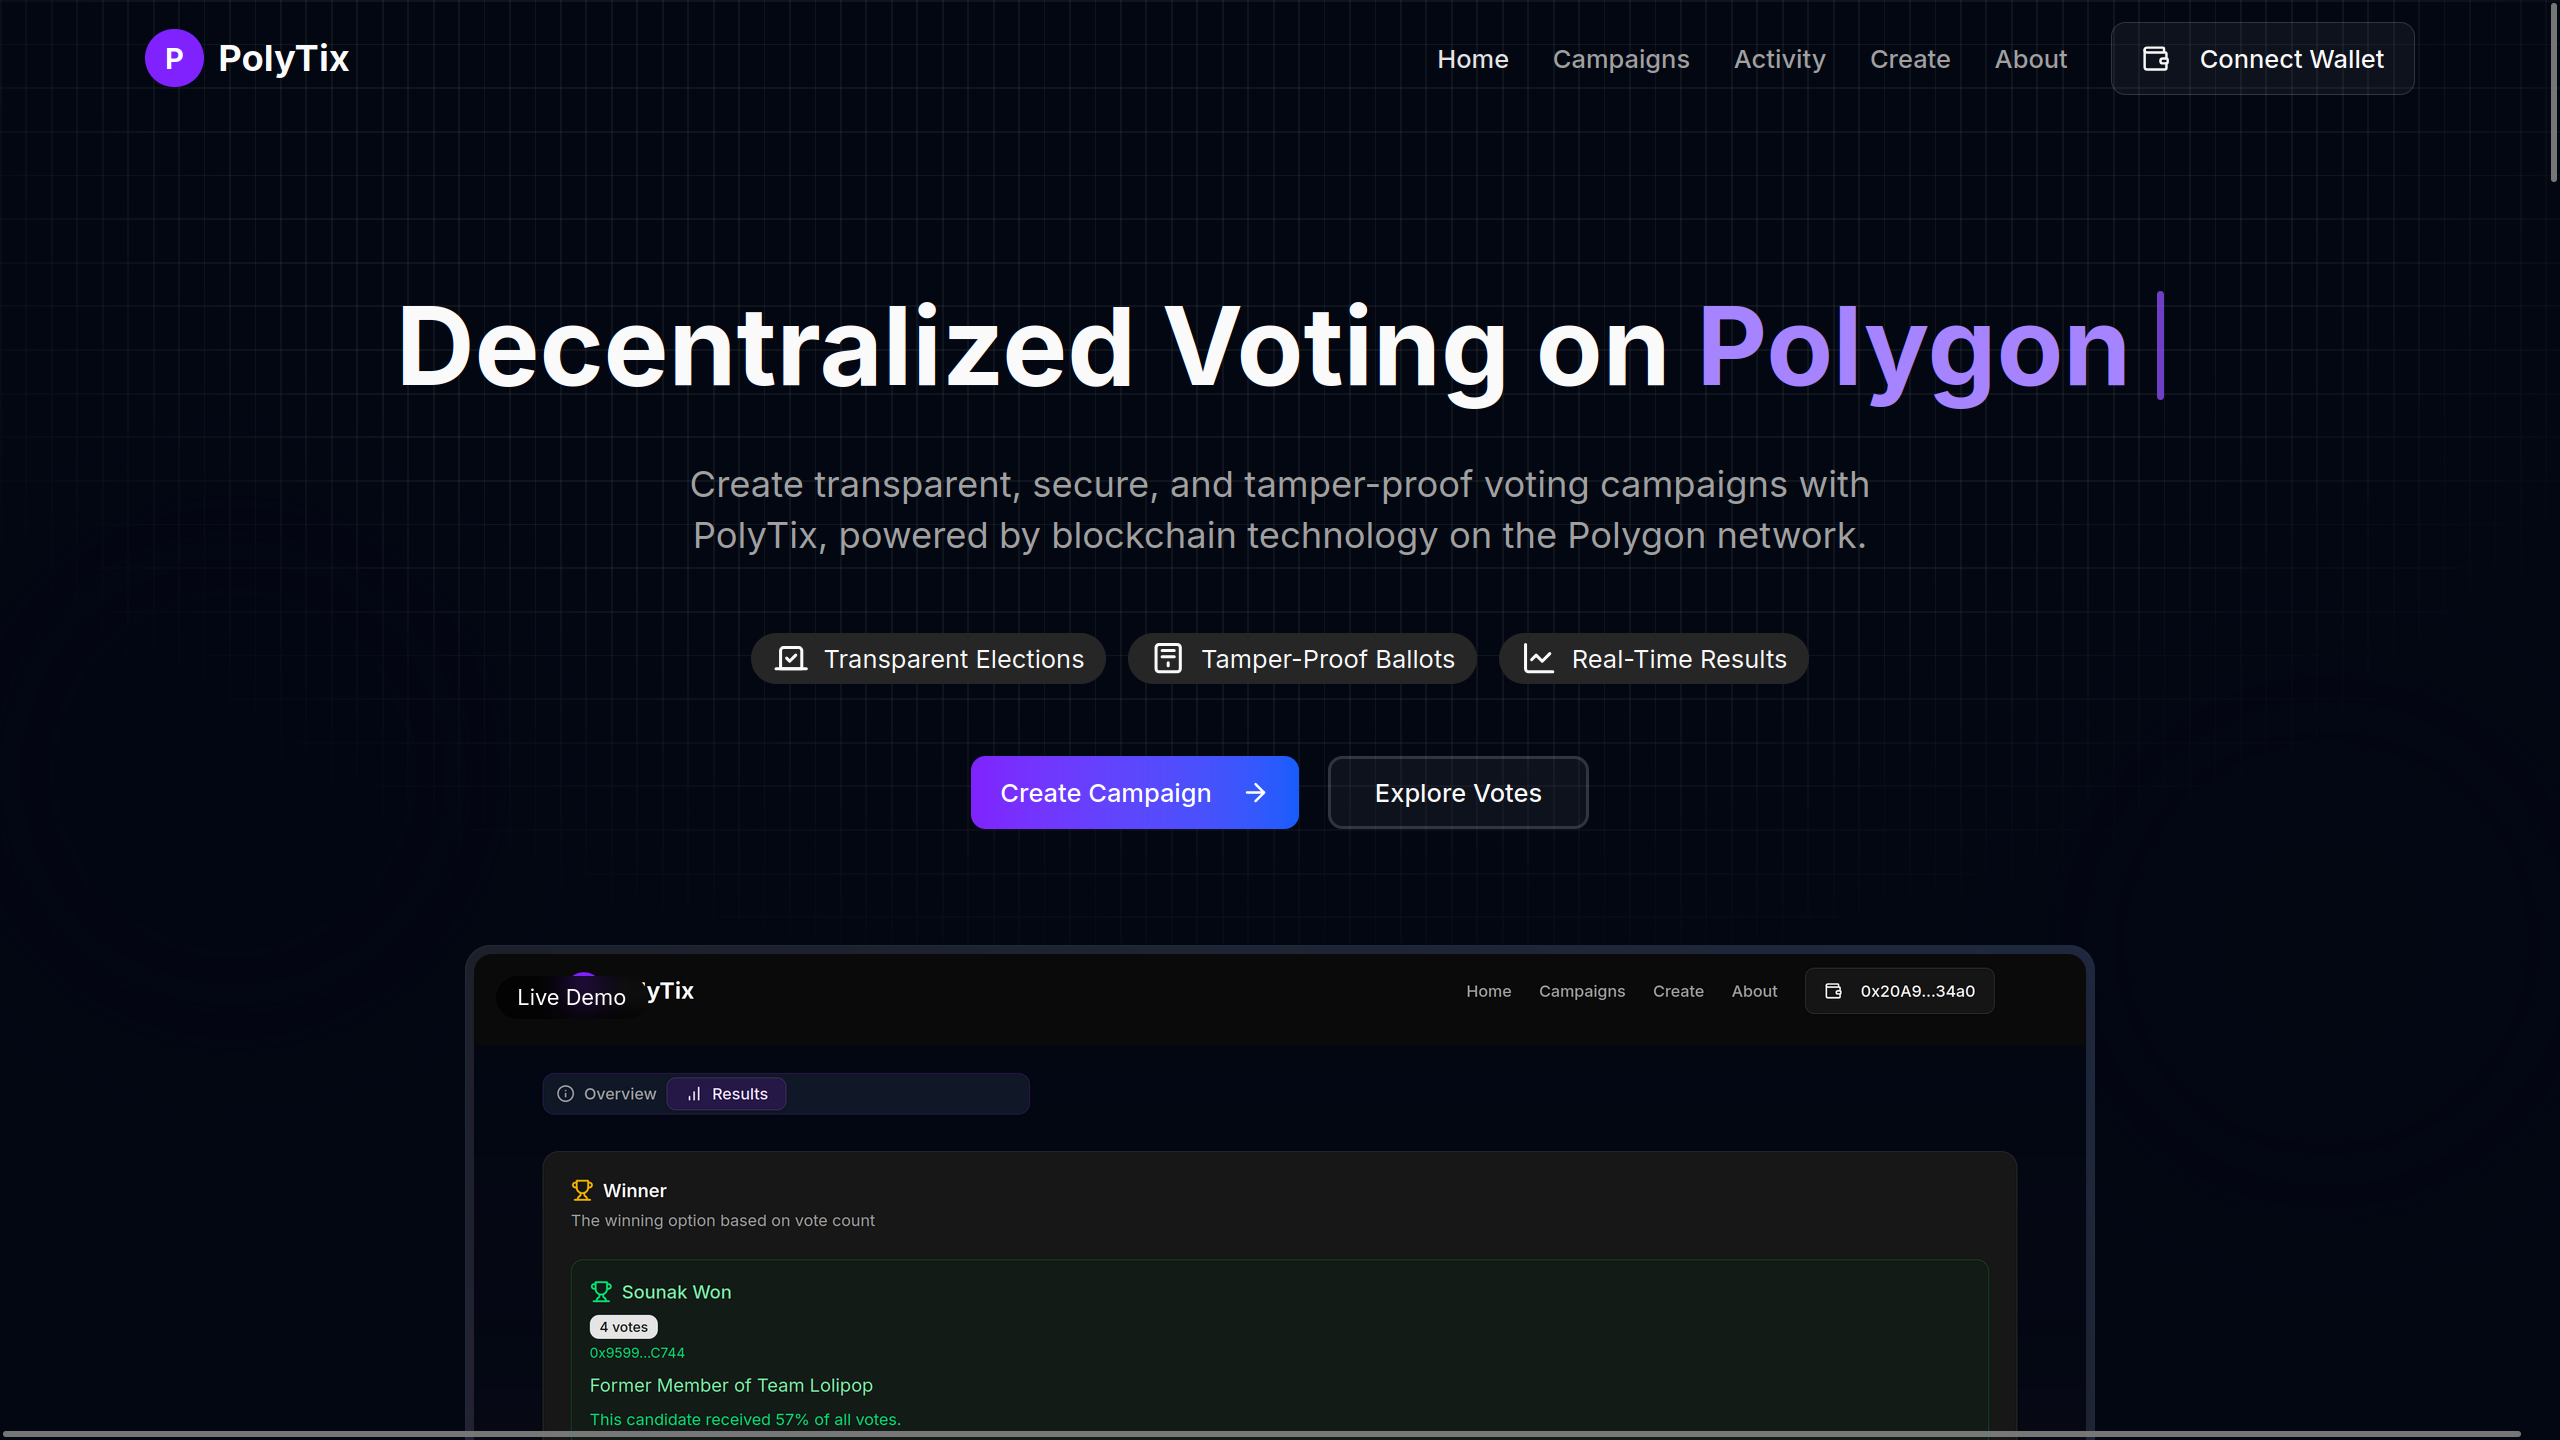 P PolyTix
Home Campaigns Activity Create About Connect Wallet
Decentralized Voting on Polygon
Create transparent, secure, and tamper-proof voting campaigns with
PolyTix, powered by blockchain technology on the Polygon network.
Transparent Elections Tamper-Proof Ballots Real-Time Results
Create Campaign Explore Votes
Live Demo yTix
Home Campaigns Create About 0x20A9...34a0
Overview Results
Winner
The winning option based on vote count
Sounak Won
4 votes
0x9599...C744
Former Member of Team Lolipop
This candidate received 57% of all votes.